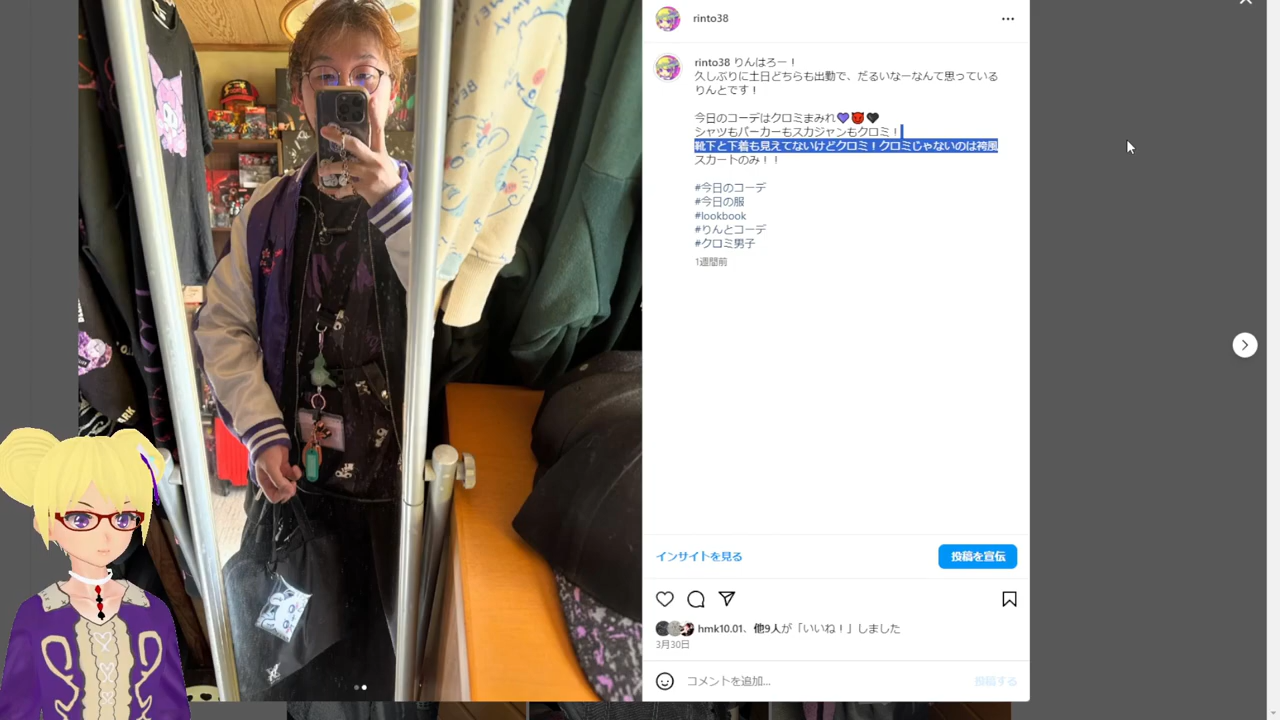 rinto38
rinto38 りんはろー！
久しぶりに土日どちらも出勤で、だるいなーなんて思っている
りんとです！
今日のコーデはクロミまみれ💜😈🖤
シャツもパーカーもスカジャンもクロミ！
靴下と下着も見えてないけどクロミ！クロミじゃないのは袴風
スカートのみ！！
#今日のコーデ
#今日の服
#lookbook
#りんとコーデ
#クロミ男子
1週間前
インサイトを見る
投稿を宣伝
hmk10.01、他9人が「いいね！」しました
3月30日
コメントを追加...
投稿する